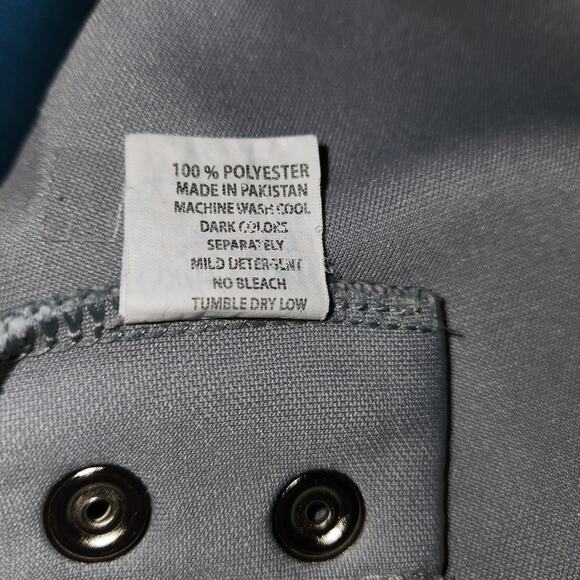 100 % POLYESTER
MADE IN PAKISTAN
MACHINE WASH COOL
DARK COLORS
SEPARATELY
MILD DETERGENT
NO BLEACH
TUMBLE DRY LOW